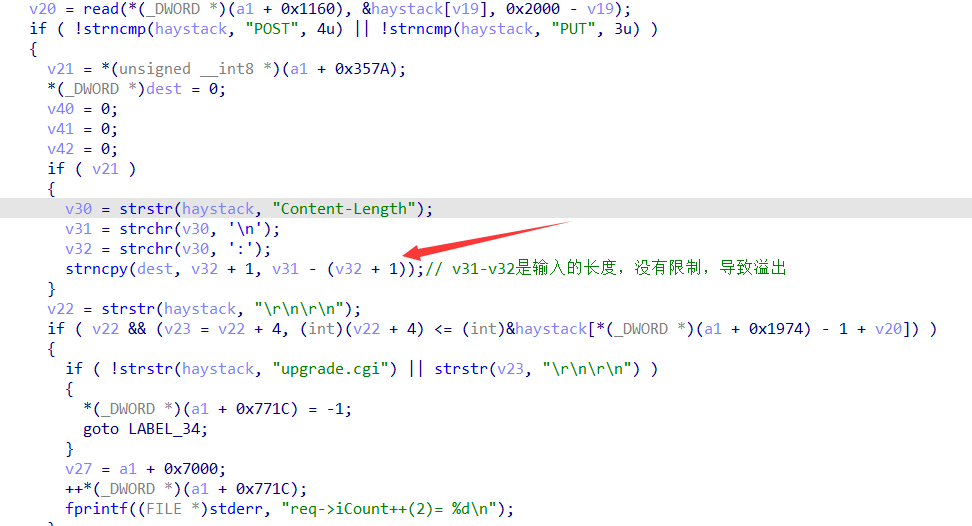 v20 = read(*(_DWORD *)(a1 + 0x1160), &haystack[v19], 0x2000 - v19);
if ( !strncmp(haystack, "POST", 4u) || !strncmp(haystack, "PUT", 3u) )
{
v21 = *(unsigned __int8 *)(a1 + 0x357A);
*(_DWORD *)dest = 0;
v40 = 0;
v41 = 0;
v42 = 0;
if ( v21 )
{
v30 = strstr(haystack, "Content-Length");
v31 = strchr(v30, '\n');
v32 = strchr(v30, ':');
strncpy(dest, v32 + 1, v31 - (v32 + 1));// v31-v32是输入的长度，没有限制，导致溢出
}
v22 = strstr(haystack, "\r\n\r\n");
if ( v22 && (v23 = v22 + 4, (int)(v22 + 4) <= (int)&haystack[*(_DWORD *)(a1 + 0x1974) - 1 + v20]) )
{
if ( !strstr(haystack, "upgrade.cgi") || strstr(v23, "\r\n\r\n") )
{
*(_DWORD *)(a1 + 0x771C) = -1;
goto LABEL_34;
}
v27 = a1 + 0x7000;
++*(_DWORD *)(a1 + 0x771C);
fprintf((FILE *)stderr, "req->iCount++(2)= %d\n");